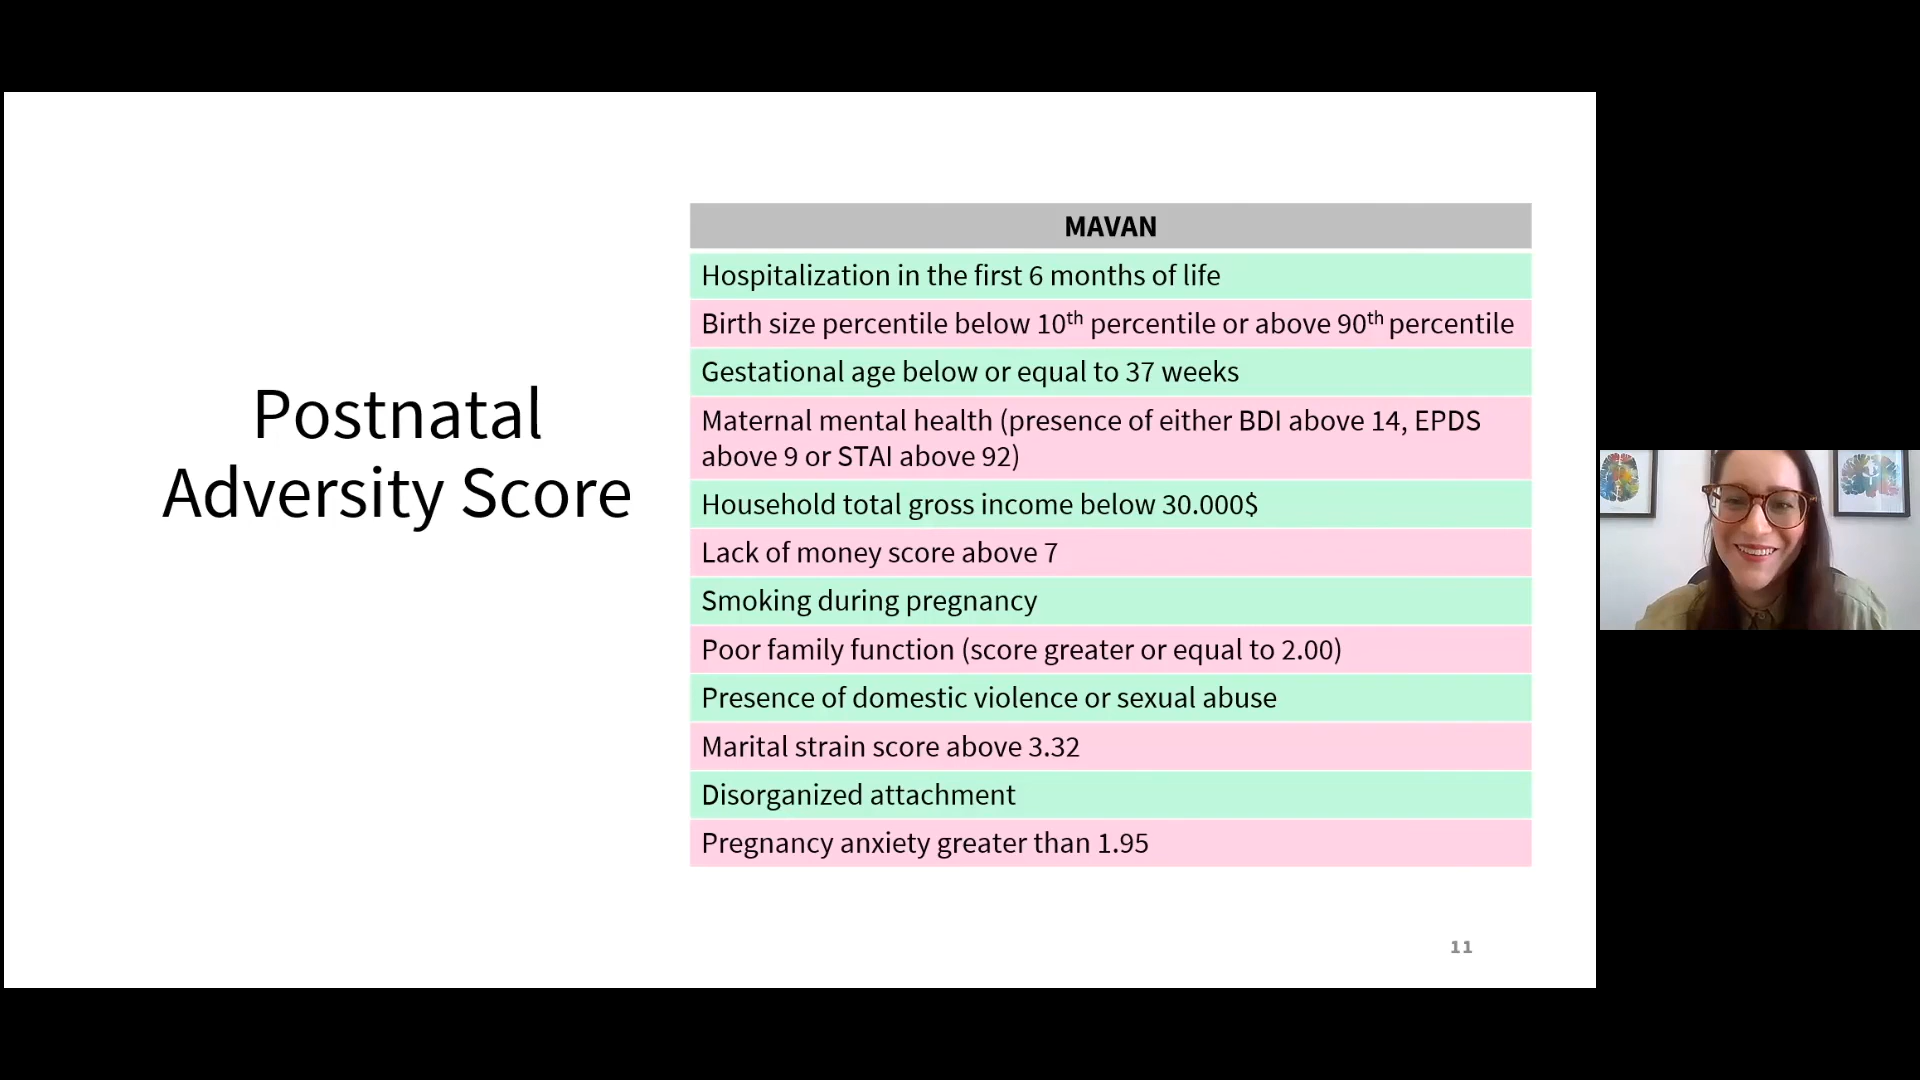 Postnatal
Adversity Score
MAVAN
Hospitalization in the first 6 months of life
Birth size percentile below 10th percentile or above 90th percentile
Gestational age below or equal to 37 weeks
Maternal mental health (presence of either BDI above 14, EPDS
above 9 or STAI above 92)
Household total gross income below 30.000$
Lack of money score above 7
Smoking during pregnancy
Poor family function (score greater or equal to 2.00)
Presence of domestic violence or sexual abuse
Marital strain score above 3.32
Disorganized attachment
Pregnancy anxiety greater than 1.95
11